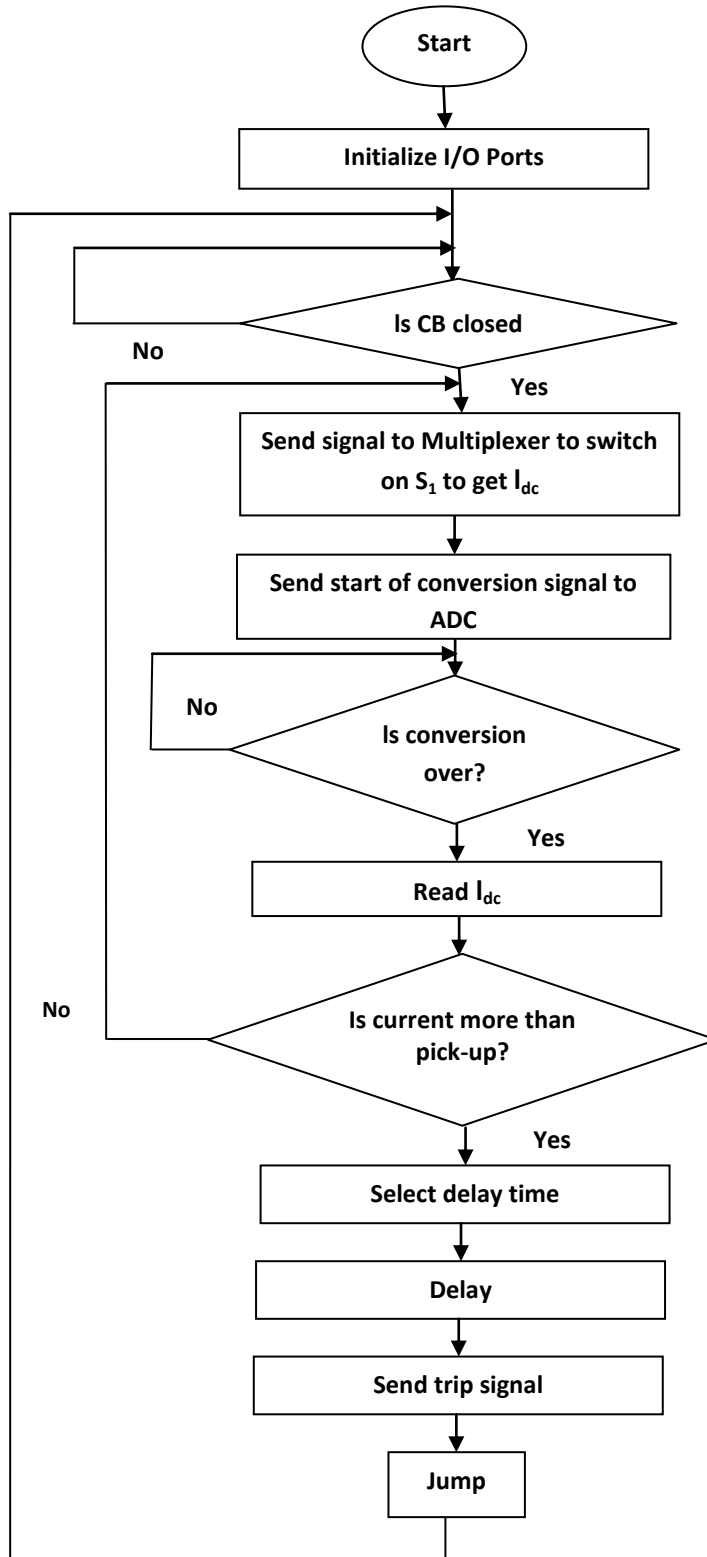 Start
Initialize I/O Ports
Is CB closed
No
Yes
Send signal to Multiplexer to switch
on S₁ to get I_dc
Send start of conversion signal to
ADC
No
Is conversion
over?
Yes
Read I_dc
No
Is current more than
pick-up?
Yes
Select delay time
Delay
Send trip signal
Jump